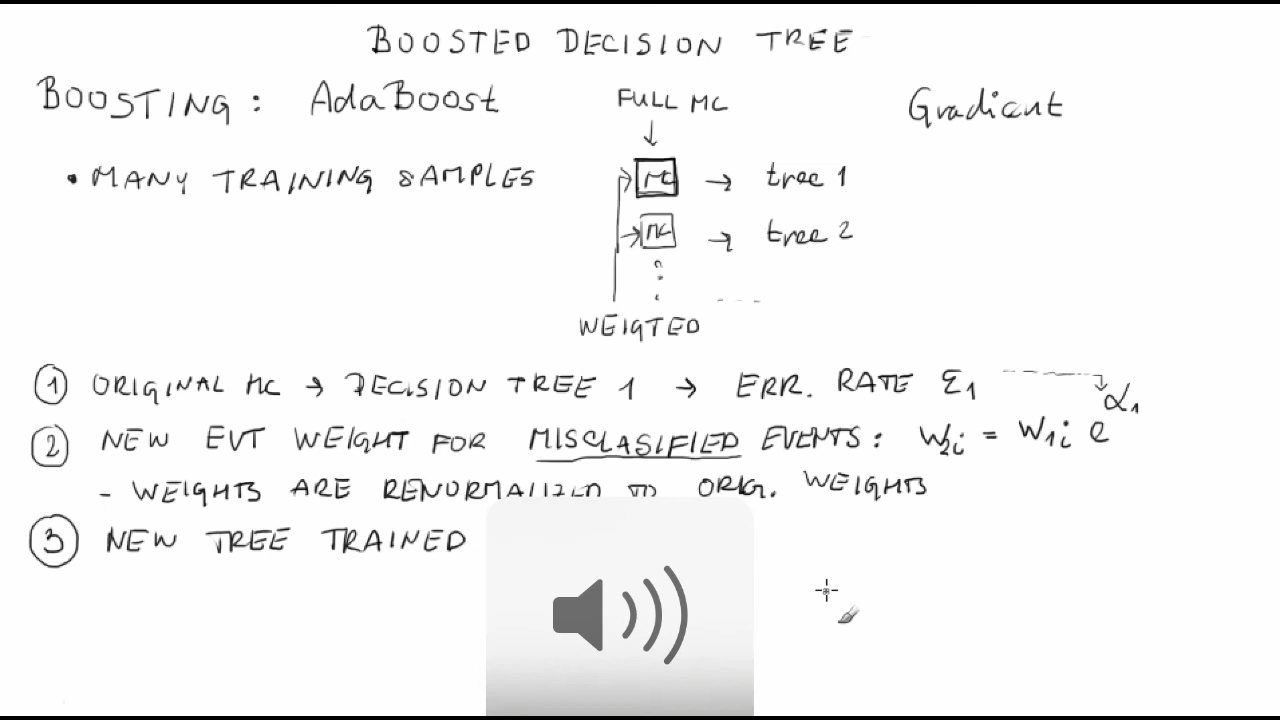 BOOSTED DECISION TREE
BOOSTING: AdaBoost FULL MC Gradient
↓
• MANY TRAINING SAMPLES MC → tree 1
MC → tree 2
WEIGTED
① ORIGINAL MC → DECISION TREE 1 → ERR. RATE Ɛ₁ → α₁
② NEW EVT WEIGHT FOR MISCLASIFIED EVENTS: W₂ᵢ = W₁ᵢ e
- WEIGHTS ARE RENORMALIZED TO ORIG. WEIGHTS
③ NEW TREE TRAINED